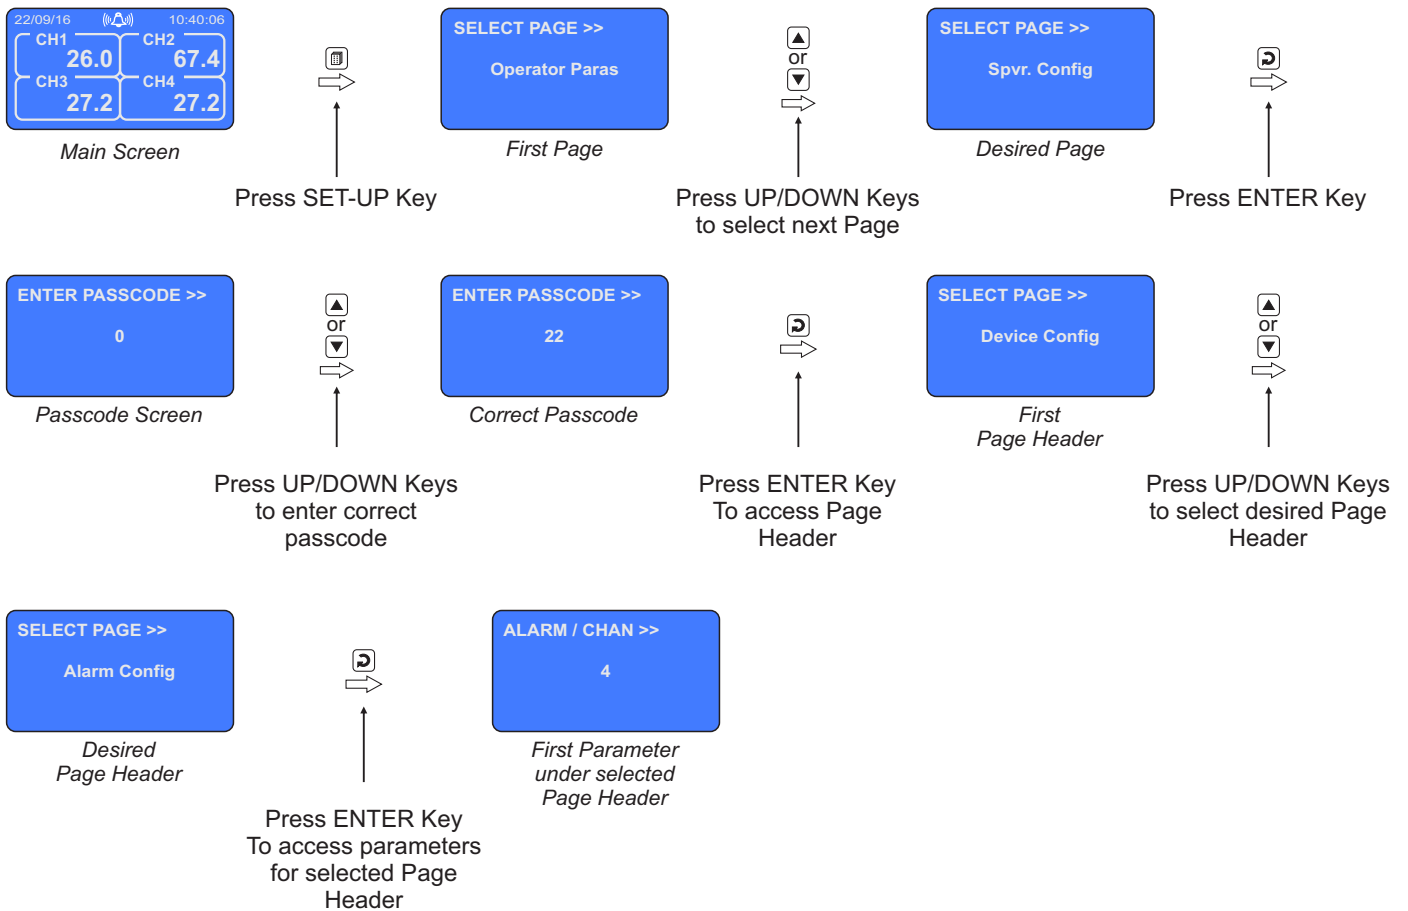 22/09/16 10:40:06
CH1 CH2
26.0 67.4
CH3 CH4
27.2 27.2
Main Screen
Press SET-UP Key
SELECT PAGE >>
Operator Paras
First Page
or
Press UP/DOWN Keys
to select next Page
SELECT PAGE >>
Spvr. Config
Desired Page
Press ENTER Key
ENTER PASSCODE >>
0
Passcode Screen
or
Press UP/DOWN Keys
to enter correct
passcode
ENTER PASSCODE >>
22
Correct Passcode
Press ENTER Key
To access Page
Header
SELECT PAGE >>
Device Config
First
Page Header
or
Press UP/DOWN Keys
to select desired Page
Header
SELECT PAGE >>
Alarm Config
Desired
Page Header
Press ENTER Key
To access parameters
for selected Page
Header
ALARM / CHAN >>
4
First Parameter
under selected
Page Header